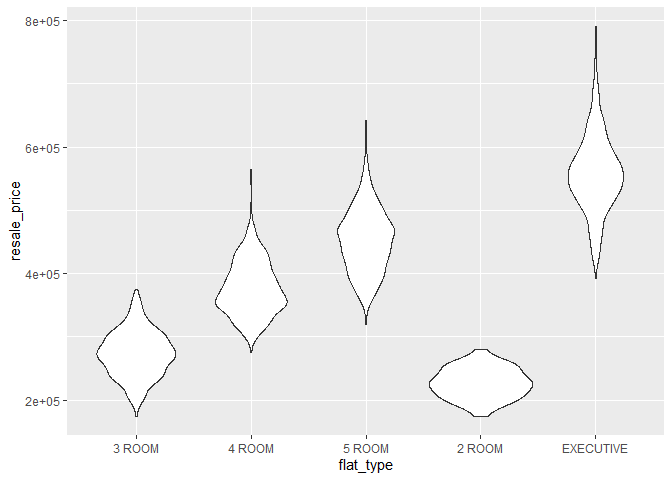 8e+05
6e+05
4e+05
2e+05
resale_price
3 ROOM
4 ROOM
5 ROOM
2 ROOM
EXECUTIVE
flat_type